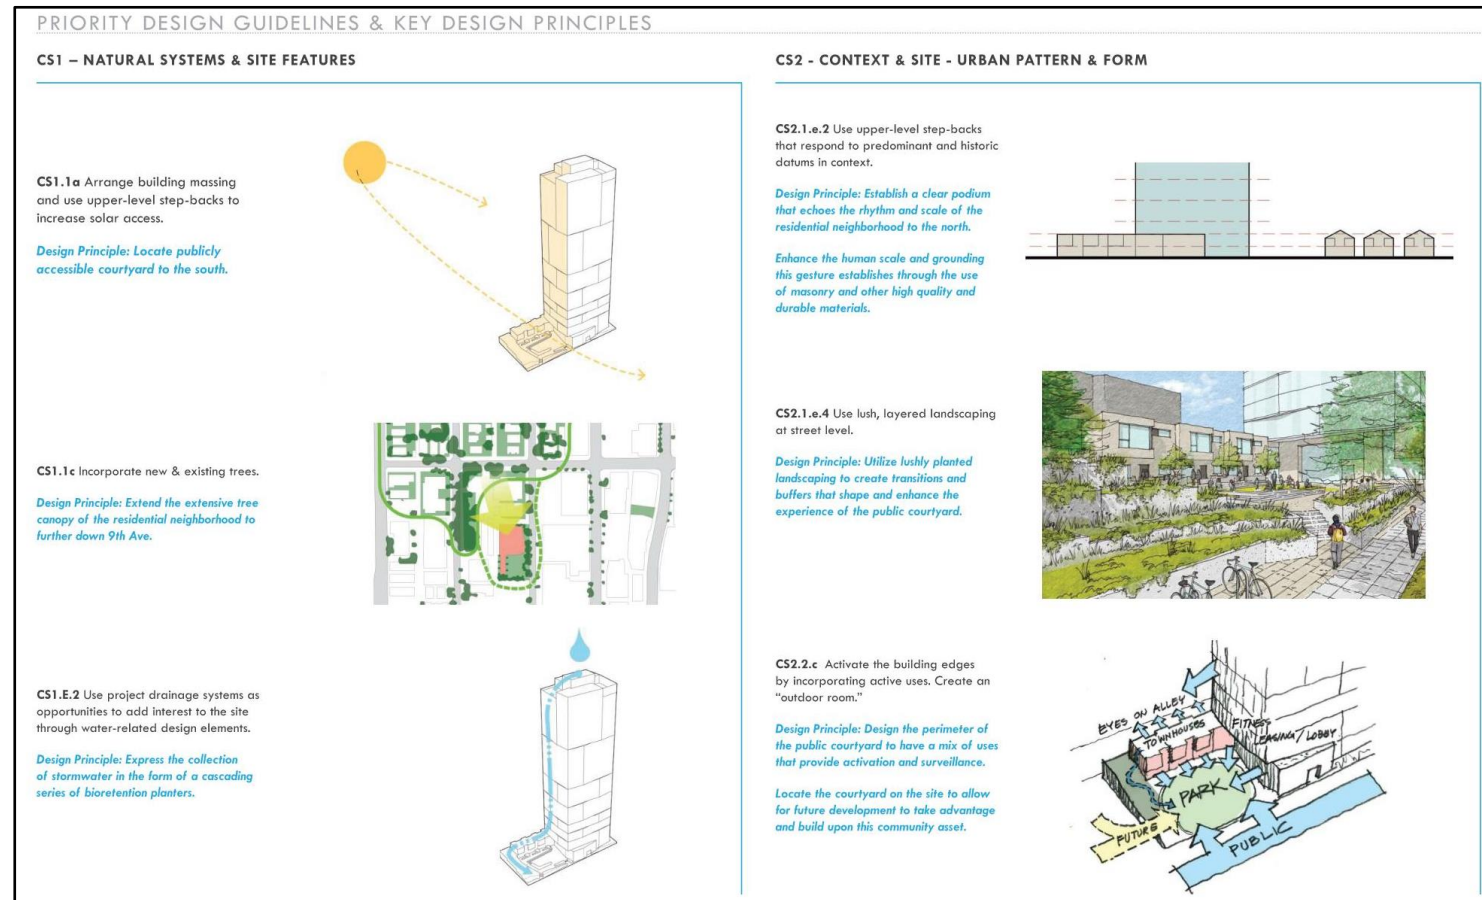 PRIORITY DESIGN GUIDELINES & KEY DESIGN PRINCIPLES
CS1 – NATURAL SYSTEMS & SITE FEATURES
CS1.1a Arrange building massing
and use upper-level step-backs to
increase solar access.
Design Principle: Locate publicly
accessible courtyard to the south.
CS1.1c Incorporate new & existing trees.
Design Principle: Extend the extensive tree
canopy of the residential neighborhood to
further down 9th Ave.
CS1.E.2 Use project drainage systems as
opportunities to add interest to the site
through water-related design elements.
Design Principle: Express the collection
of stormwater in the form of a cascading
series of bioretention planters.
CS2 - CONTEXT & SITE - URBAN PATTERN & FORM
CS2.1.e.2 Use upper-level step-backs
that respond to predominant and historic
datums in context.
Design Principle: Establish a clear podium
that echoes the rhythm and scale of the
residential neighborhood to the north.
Enhance the human scale and grounding
this gesture establishes through the use
of masonry and other high quality and
durable materials.
CS2.1.e.4 Use lush, layered landscaping
at street level.
Design Principle: Utilize lushly planted
landscaping to create transitions and
buffers that shape and enhance the
experience of the public courtyard.
CS2.2.c Activate the building edges
by incorporating active uses. Create an
“outdoor room.”
Design Principle: Design the perimeter of
the public courtyard to have a mix of uses
that provide activation and surveillance.
Locate the courtyard on the site to allow
for future development to take advantage
and build upon this community asset.
EYES ON ALLEY
TOWNHOUSES
FITNESS
LEASING / LOBBY
PARK
FUTURE
PUBLIC